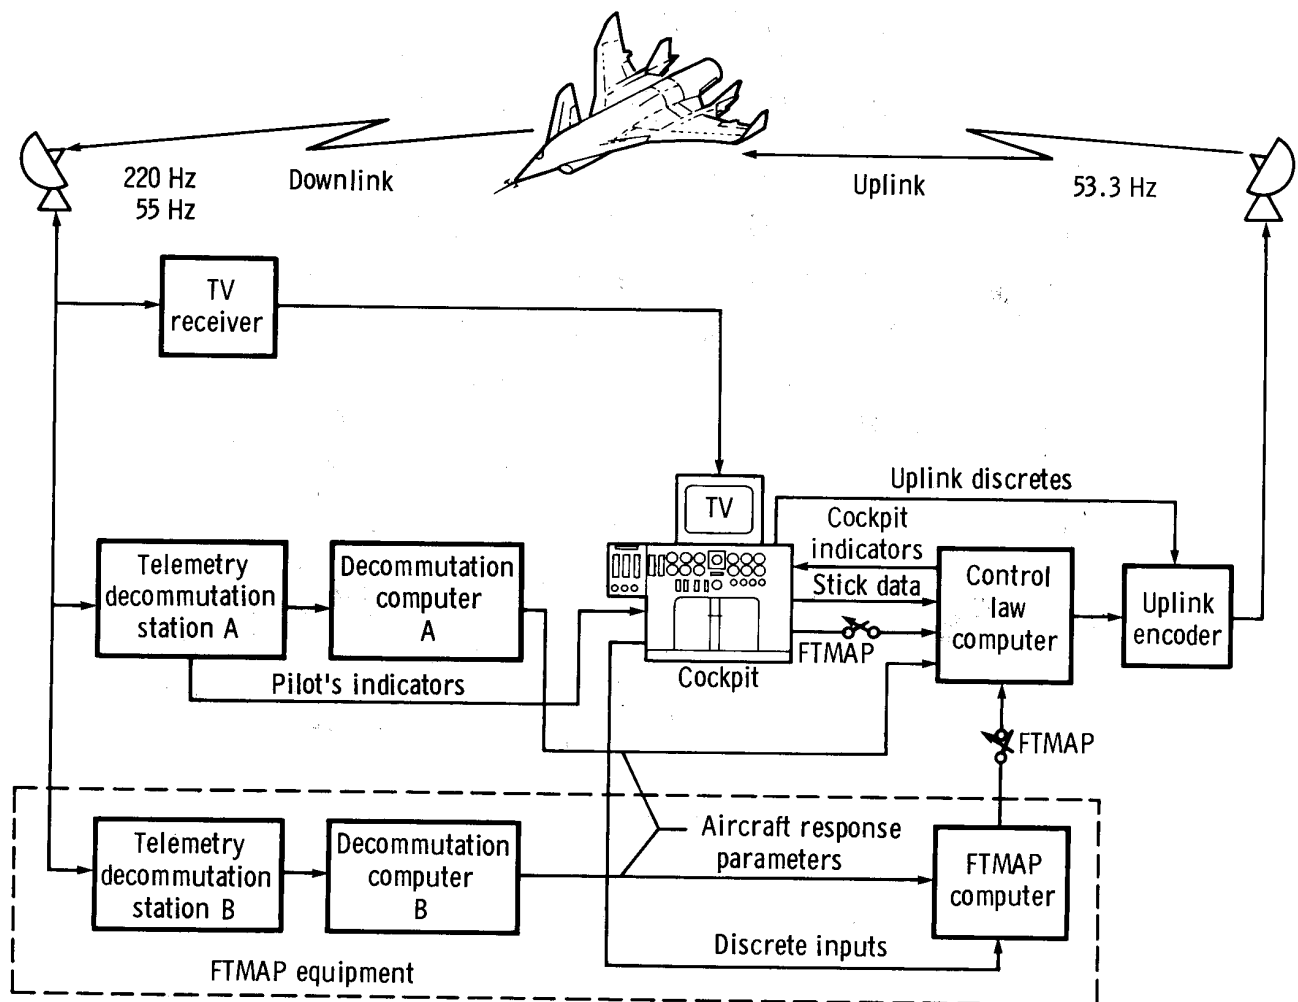 220 Hz
55 Hz
Downlink
Uplink
53.3 Hz
TV
receiver
TV
Uplink discretes
Cockpit
indicators
Stick data
FTMAP
Cockpit
Telemetry
decommutation
station A
Decommutation
computer
A
Pilot's indicators
Control
law
computer
Uplink
encoder
FTMAP
Aircraft response
parameters
Telemetry
decommutation
station B
Decommutation
computer
B
FTMAP
computer
Discrete inputs
FTMAP equipment